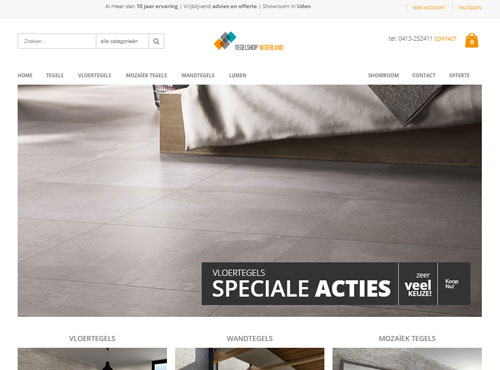 Al meer dan 10 jaar ervaring | Vrijblijvend advies en offerte | Showroom in Uden
MIJN ACCOUNT INLOGGEN
Zoeken... alle categorieën
TEGELSHOP NEDERLAND
tel: 0413-252411 CONTACT
0
HOME TEGELS VLOERTEGELS MOZAÏEK TEGELS WANDTEGELS LIJMEN SHOWROOM CONTACT OFFERTE
VLOERTEGELS
SPECIALE ACTIES
zeer
veel
KEUZE!
Koop
Nu!
VLOERTEGELS WANDTEGELS MOZAÏEK TEGELS